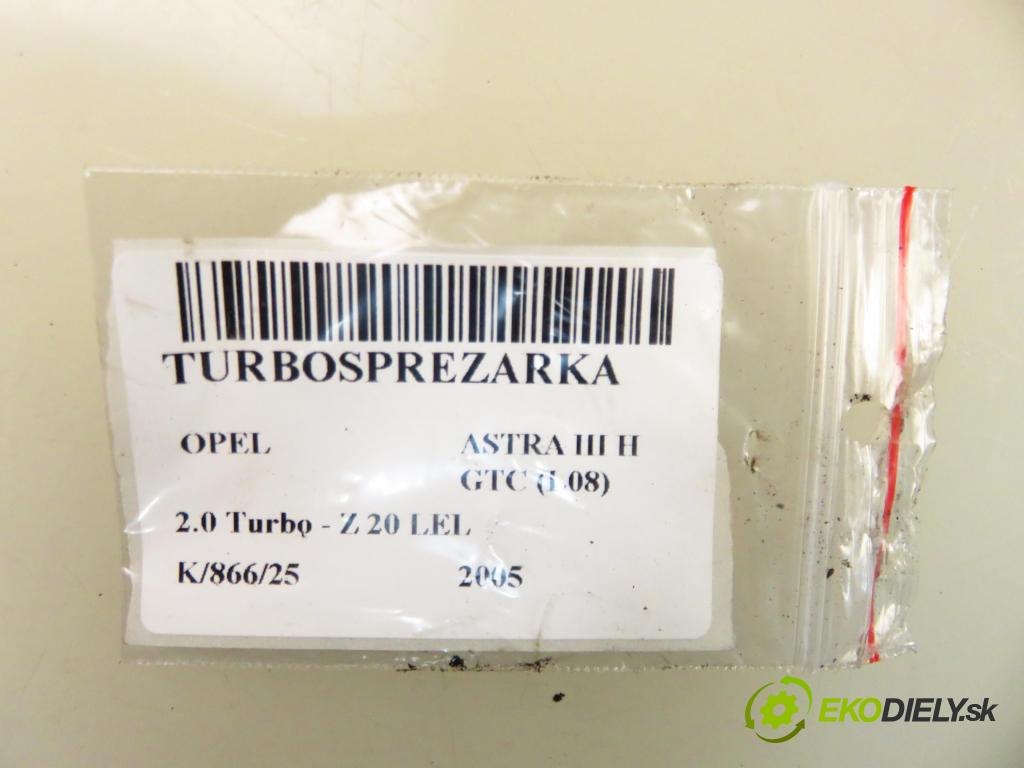 TURBOSPREZARKA
OPEL
ASTRA III H
GTC (L08)
2.0 Turbo - Z 20 LEL
K/866/25
2005
EKODIELY.sk